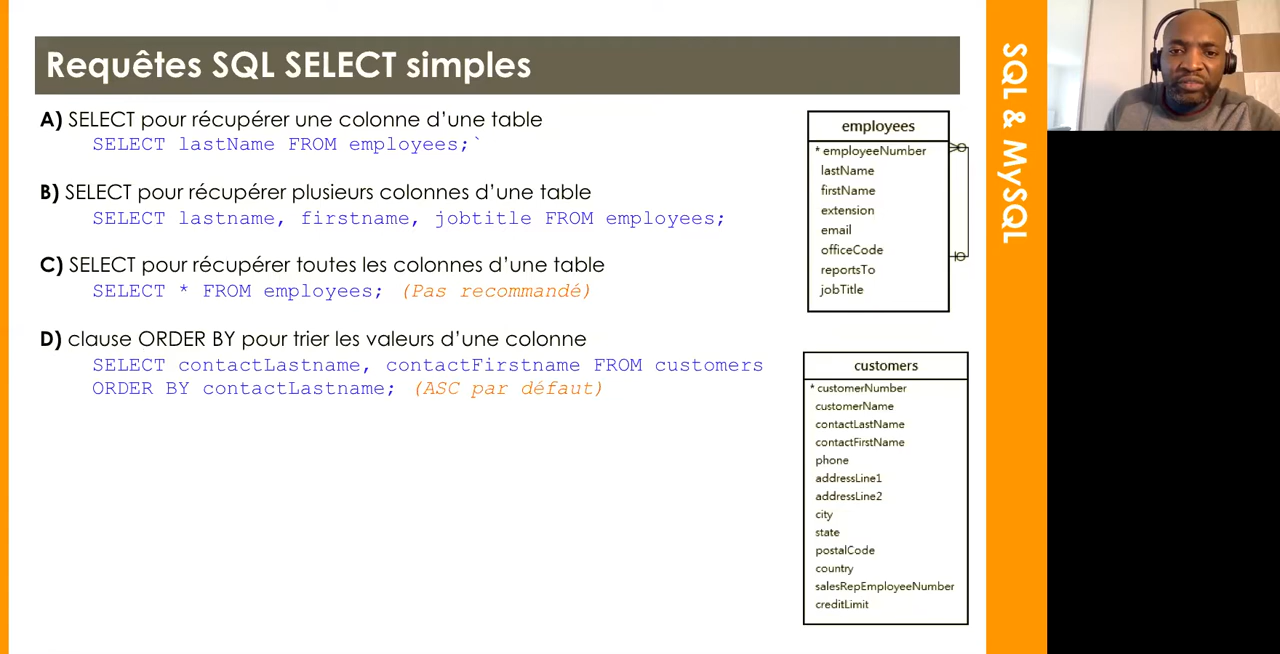 Requêtes SQL SELECT simples
A) SELECT pour récupérer une colonne d’une table
SELECT lastName FROM employees;`
B) SELECT pour récupérer plusieurs colonnes d’une table
SELECT lastname, firstname, jobtitle FROM employees;
C) SELECT pour récupérer toutes les colonnes d’une table
SELECT * FROM employees; (Pas recommandé)
D) clause ORDER BY pour trier les valeurs d’une colonne
SELECT contactLastname, contactFirstname FROM customers
ORDER BY contactLastname; (ASC par défaut)
employees
* employeeNumber
lastName
firstName
extension
email
officeCode
reportsTo
jobTitle
customers
* customerNumber
customerName
contactLastName
contactFirstName
phone
addressLine1
addressLine2
city
state
postalCode
country
salesRepEmployeeNumber
creditLimit
SQL & MySQL